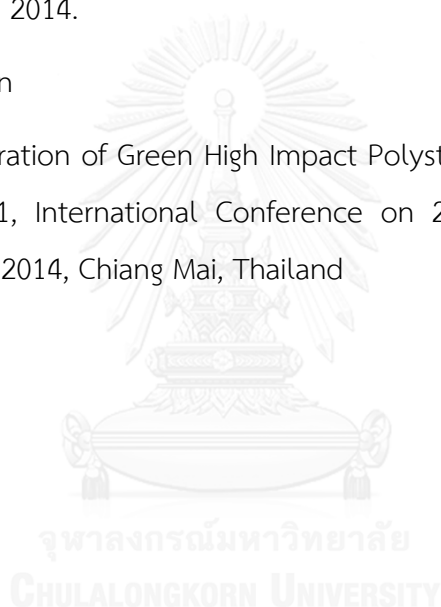 2014.
n
ration of Green High Impact Polyst
1, International Conference on 2
2014, Chiang Mai, Thailand
จุฬาลงกรณ์มหาวิทยาลัย
CHULALONGKORN UNIVERSITY